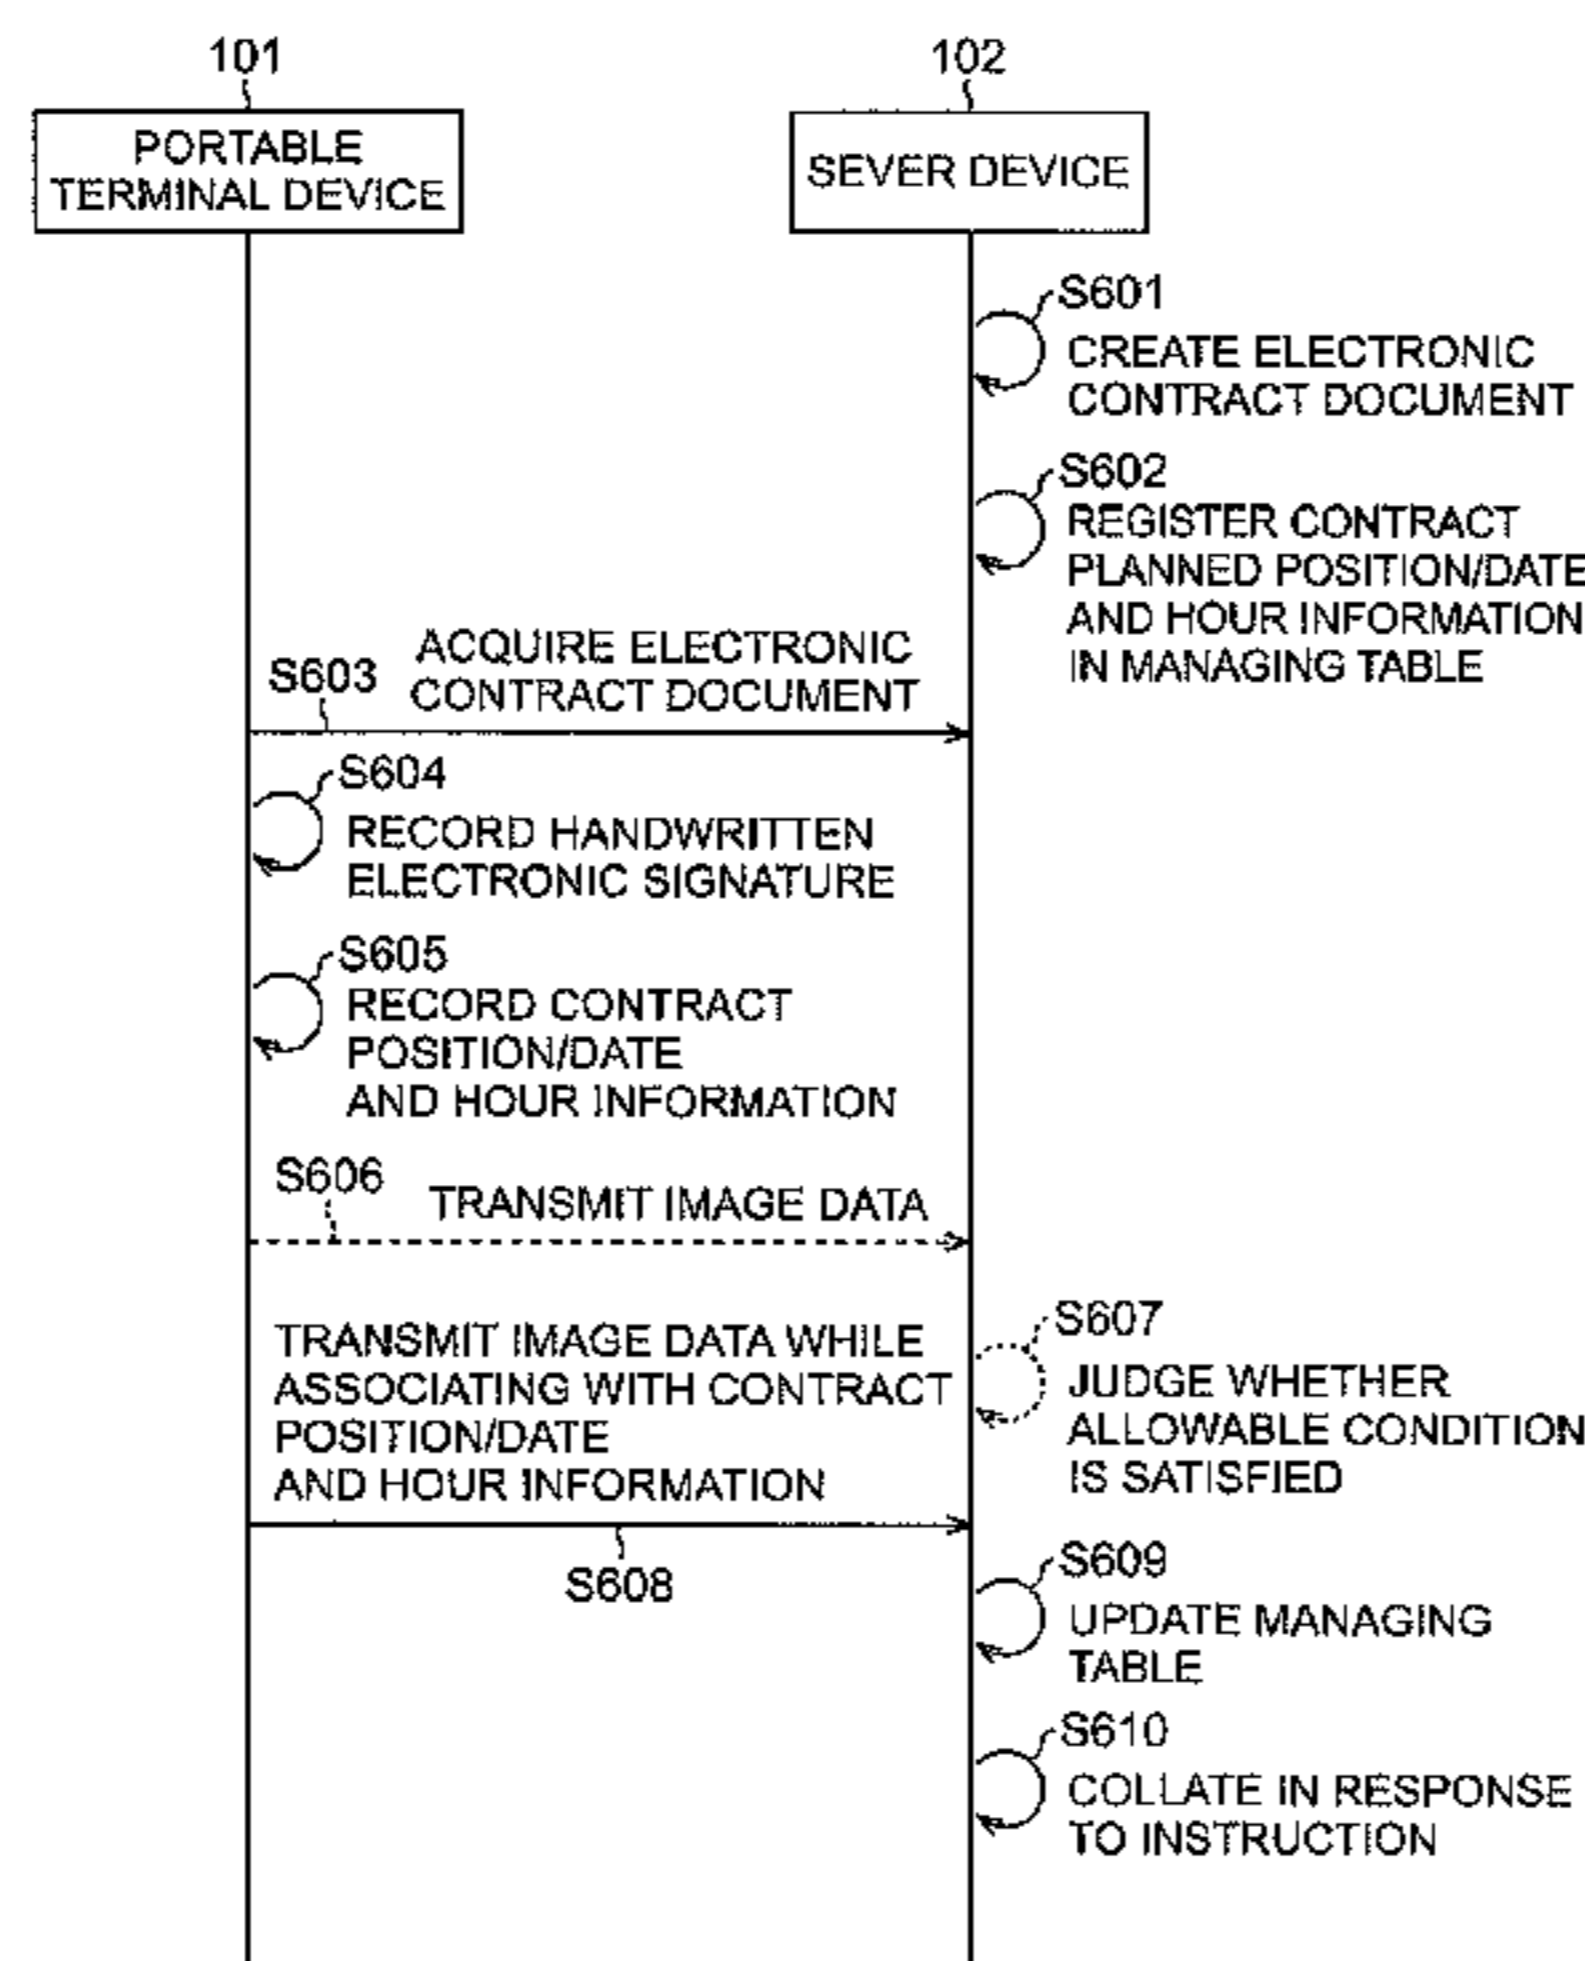 101
102
PORTABLE
TERMINAL DEVICE
SEVER DEVICE
S601
CREATE ELECTRONIC
CONTRACT DOCUMENT
S602
REGISTER CONTRACT
PLANNED POSITION/DATE
AND HOUR INFORMATION
IN MANAGING TABLE
S603
ACQUIRE ELECTRONIC
CONTRACT DOCUMENT
S604
RECORD HANDWRITTEN
ELECTRONIC SIGNATURE
S605
RECORD CONTRACT
POSITION/DATE
AND HOUR INFORMATION
S606
TRANSMIT IMAGE DATA
S607
JUDGE WHETHER
ALLOWABLE CONDITION
IS SATISFIED
TRANSMIT IMAGE DATA WHILE
ASSOCIATING WITH CONTRACT
POSITION/DATE
AND HOUR INFORMATION
S608
S609
UPDATE MANAGING
TABLE
S610
COLLATE IN RESPONSE
TO INSTRUCTION